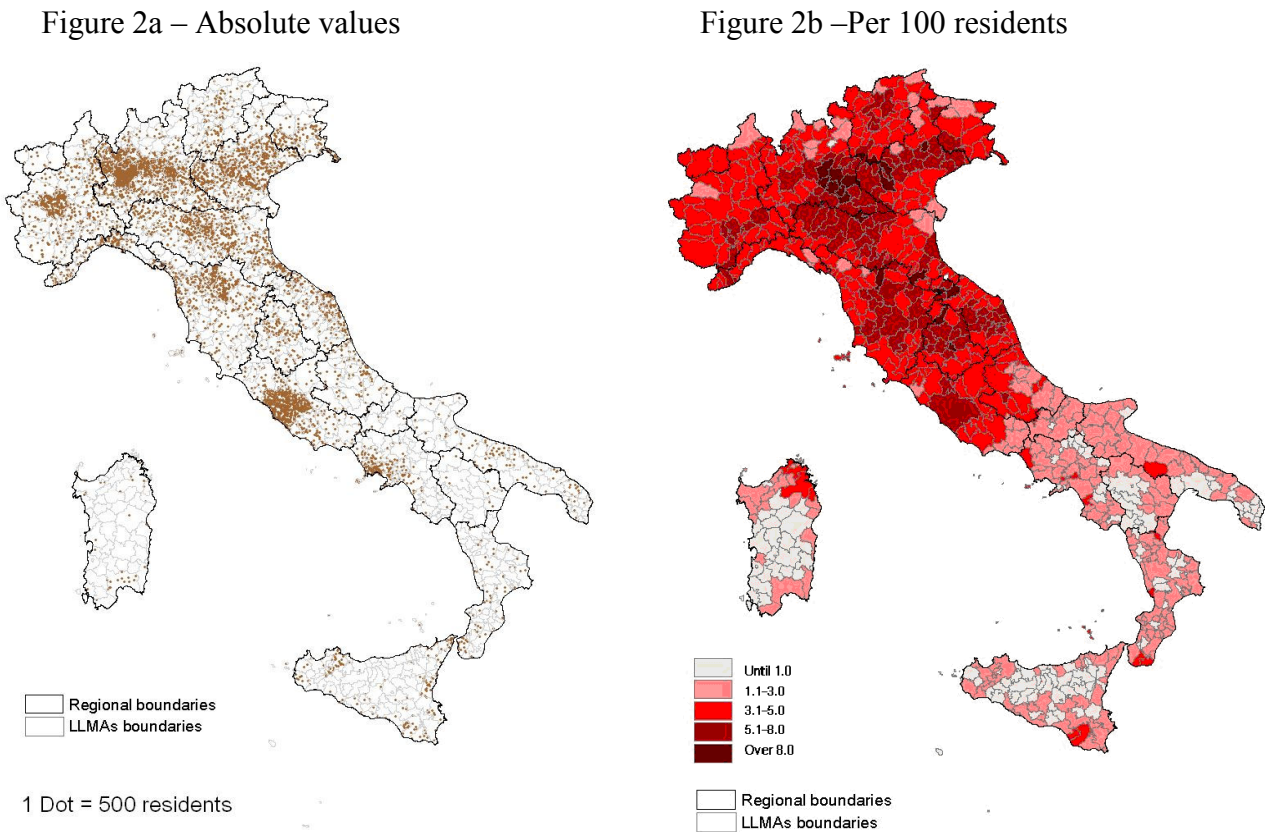 Figure 2a – Absolute values
Figure 2b –Per 100 residents
Regional boundaries
LLMAs boundaries
1 Dot = 500 residents
Until 1.0
1.1-3.0
3.1-5.0
5.1-8.0
Over 8.0
Regional boundaries
LLMAs boundaries